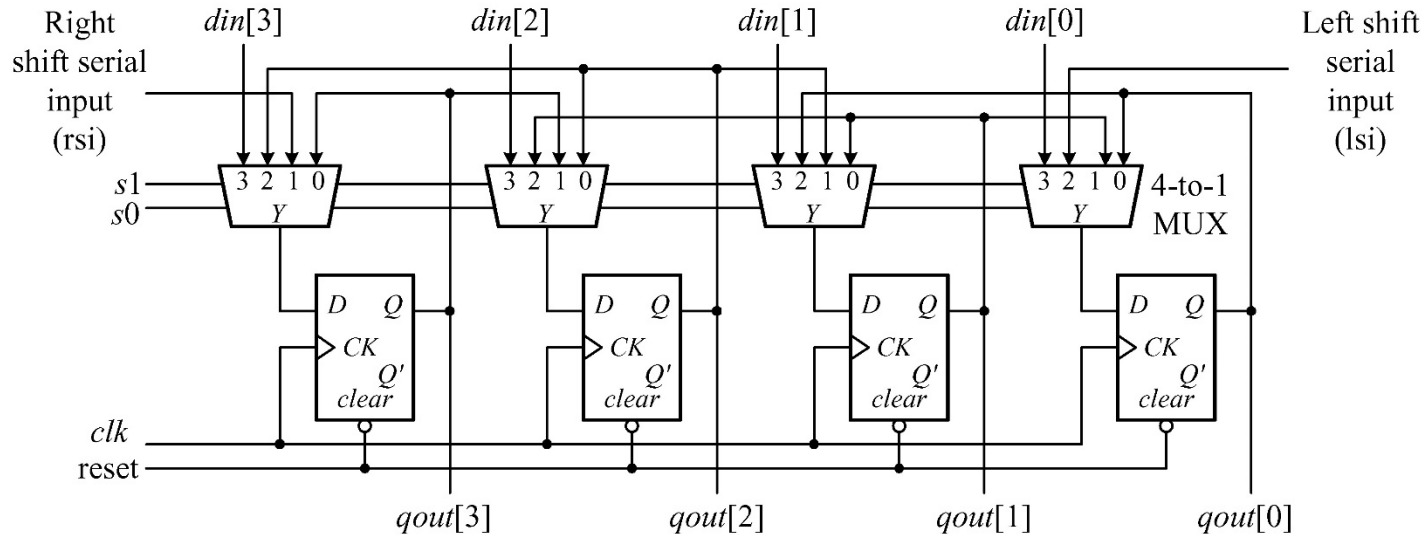 Right
shift serial
input
(rsi)
din[3]
din[2]
din[1]
din[0]
Left shift
serial
input
(lsi)
3 2 1 0
3 2 1 0
3 2 1 0
3 2 1 0
s1
s0
Y
Y
Y
Y
4-to-1
MUX
D Q
CK
Q'
clear
D Q
CK
Q'
clear
D Q
CK
Q'
clear
D Q
CK
Q'
clear
clk
reset
qout[3]
qout[2]
qout[1]
qout[0]